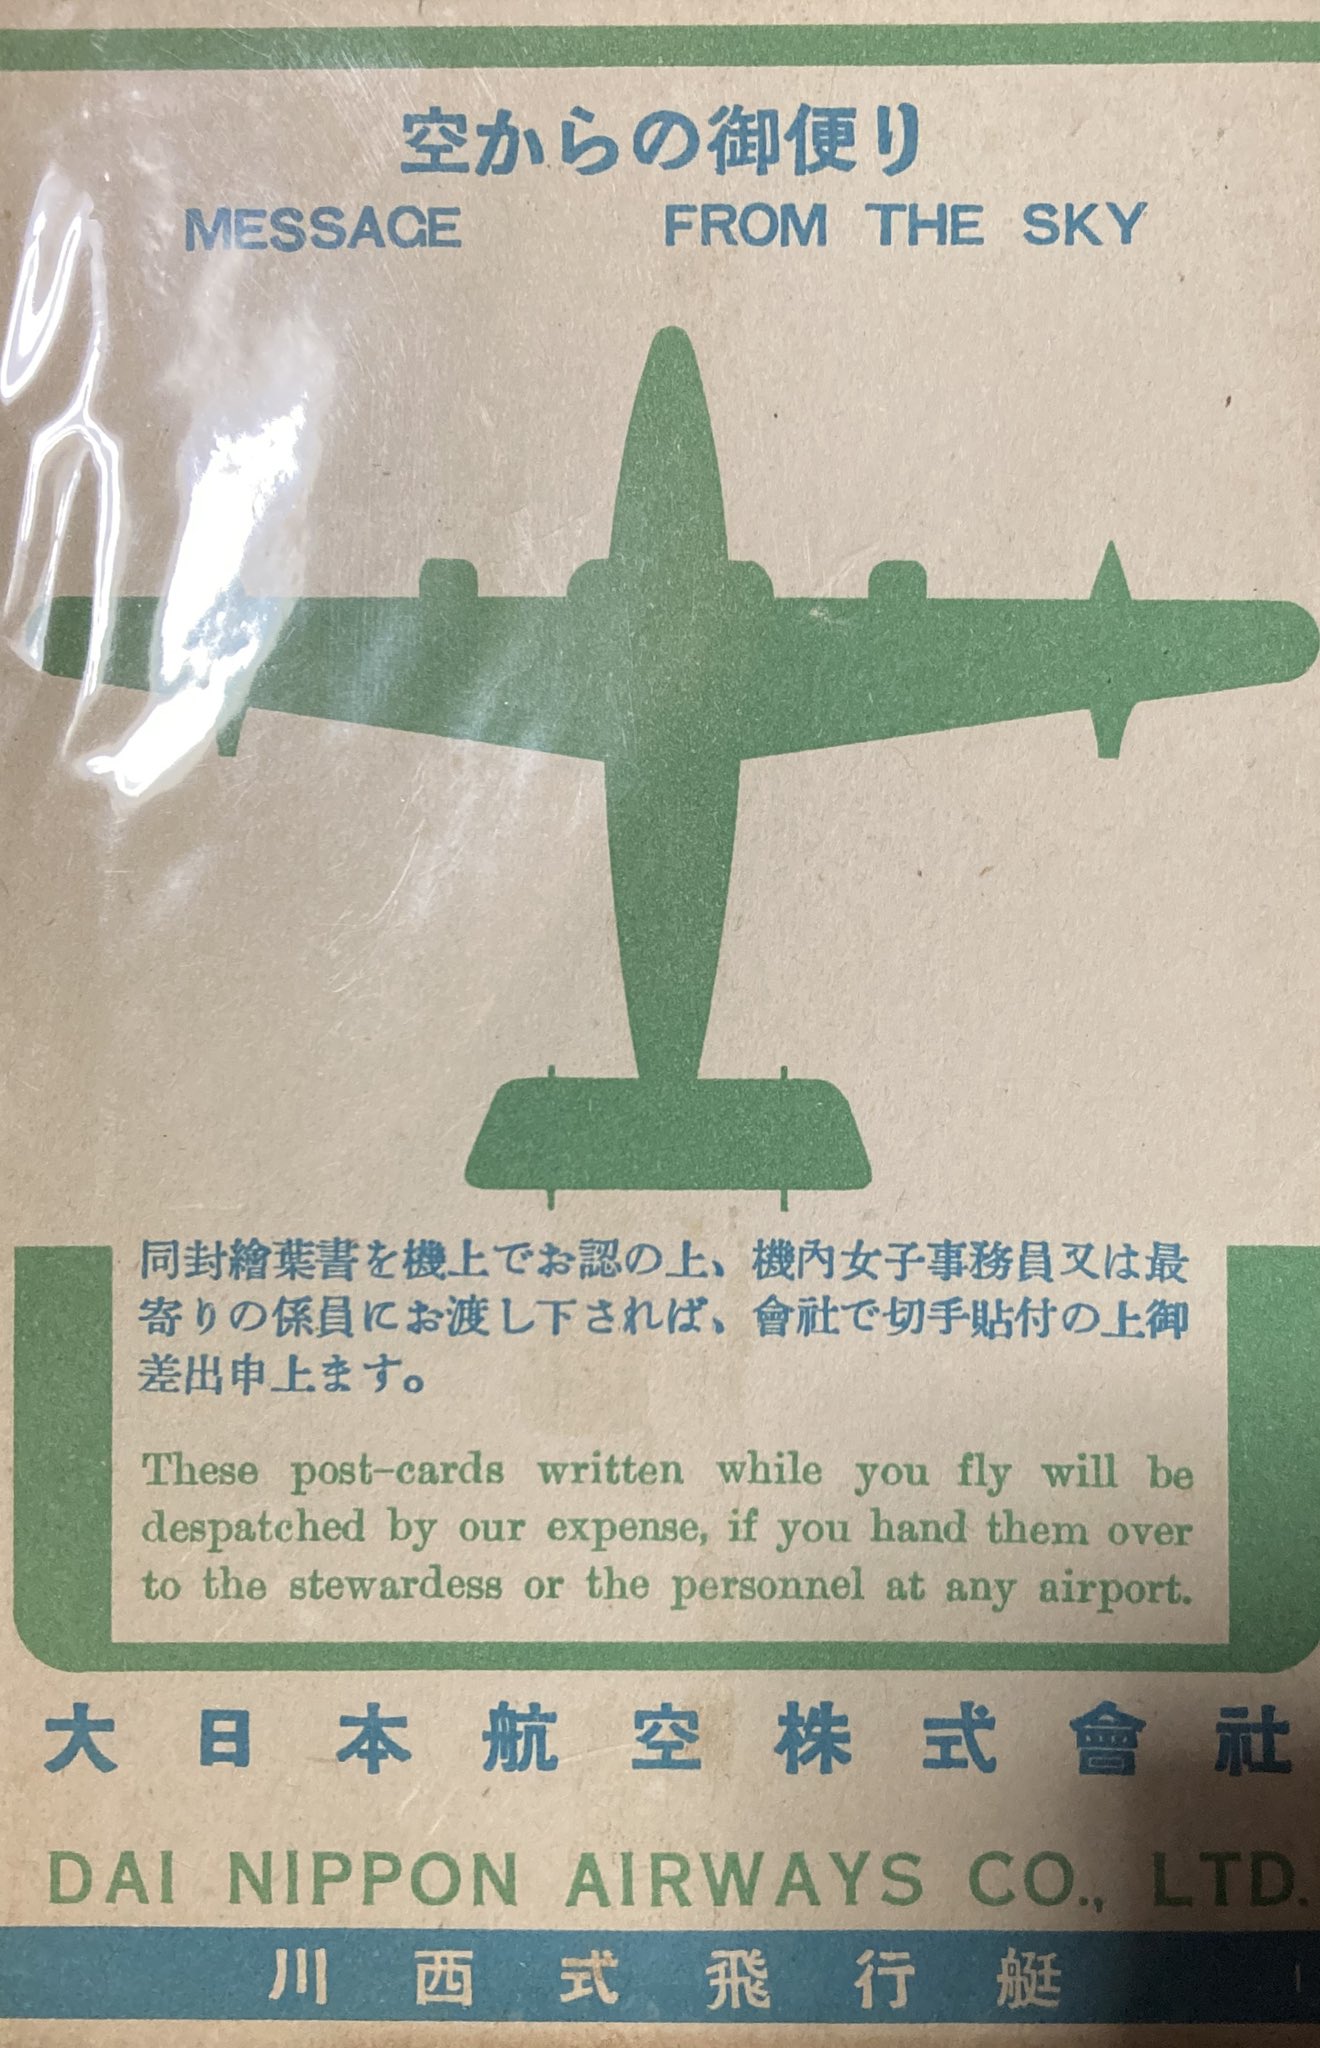 空からの御便り
MESSAGE FROM THE SKY
同封繪葉書を機上でお認の上、機內女子事務員又は最
寄りの係員にお渡し下されば、會社で切手貼付の上御
差出申上ます。
These post-cards written while you fly will be
despatched by our expense, if you hand them over
to the stewardess or the personnel at any airport.
大日本航空株式會社
DAI NIPPON AIRWAYS CO., LTD.
川西式飛行艇